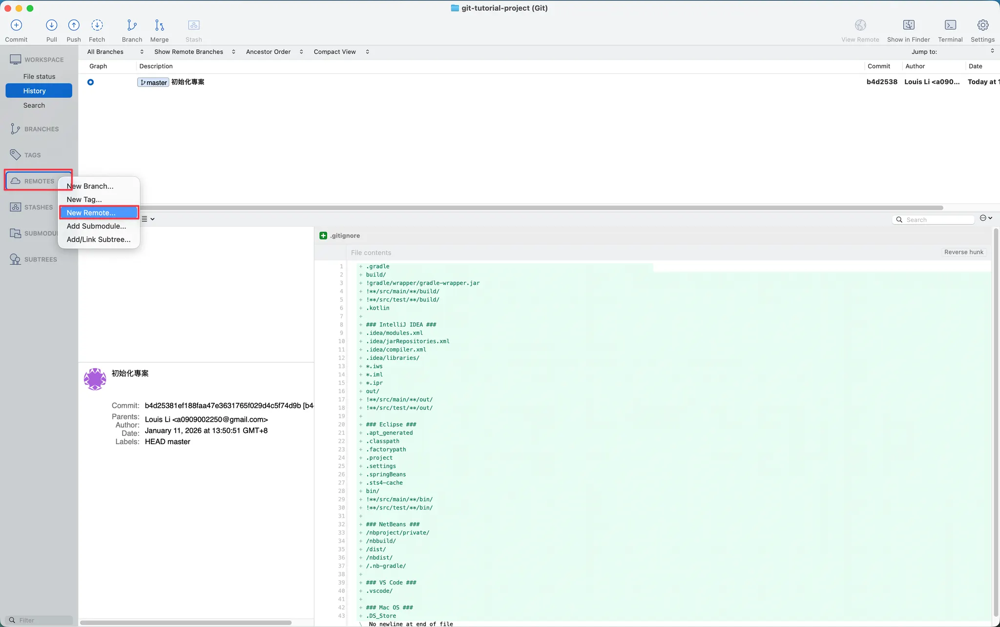 git-tutorial-project (Git)
Commit Pull Push Fetch Branch Merge Stash View Remote Show in Finder Terminal Settings
All Branches Show Remote Branches Ancestor Order Compact View Jump to:
WORKSPACE
Graph Description Commit Author Date
File status
master 初始化專案 b4d2538 Louis Li <a090... Today at 1
History
Search
BRANCHES
TAGS
REMOTES
New Branch...
New Tag...
STASHES
New Remote...
Search
Add Submodule...
SUBMODU
Add/Link Subtree...
SUBTREES
.gitignore
File contents Reverse hunk
1 + .gradle
2 + build/
3 + !gradle/wrapper/gradle-wrapper.jar
4 + !**/src/main/**/build/
5 + !**/src/test/**/build/
6 + .kotlin
7 +
8 + ### IntelliJ IDEA ###
9 + .idea/modules.xml
10 + .idea/jarRepositories.xml
11 + .idea/compiler.xml
12 + .idea/libraries/
13 + *.iws
14 + *.iml
15 + *.ipr
16 + out/
17 + !**/src/main/**/out/
18 + !**/src/test/**/out/
19 +
20 + ### Eclipse ###
21 + .apt_generated
22 + .classpath
23 + .factorypath
24 + .project
25 + .settings
26 + .springBeans
27 + .sts4-cache
28 + bin/
29 + !**/src/main/**/bin/
30 + !**/src/test/**/bin/
31 +
32 + ### NetBeans ###
33 + /nbproject/private/
34 + /nbbuild/
35 + /dist/
36 + /nbdist/
37 + /.nb-gradle/
38 +
39 + ### VS Code ###
40 + .vscode/
41 +
42 + ### Mac OS ###
43 + .DS_Store
\ No newline at end of file
初始化專案
Commit: b4d25381ef188faa47e3631765f029d4c5f74d9b [b4
Parents:
Author: Louis Li <a0909002250@gmail.com>
Date: January 11, 2026 at 13:50:51 GMT+8
Labels: HEAD master
Filter